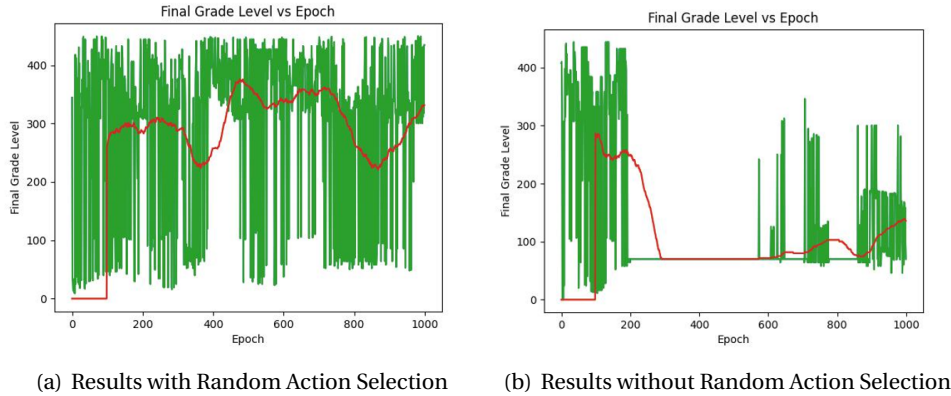 Final Grade Level vs Epoch
Final Grade Level
400
300
200
100
0
0 200 400 600 800 1000
Epoch
(a) Results with Random Action Selection
Final Grade Level vs Epoch
Final Grade Level
400
300
200
100
0
0 200 400 600 800 1000
Epoch
(b) Results without Random Action Selection